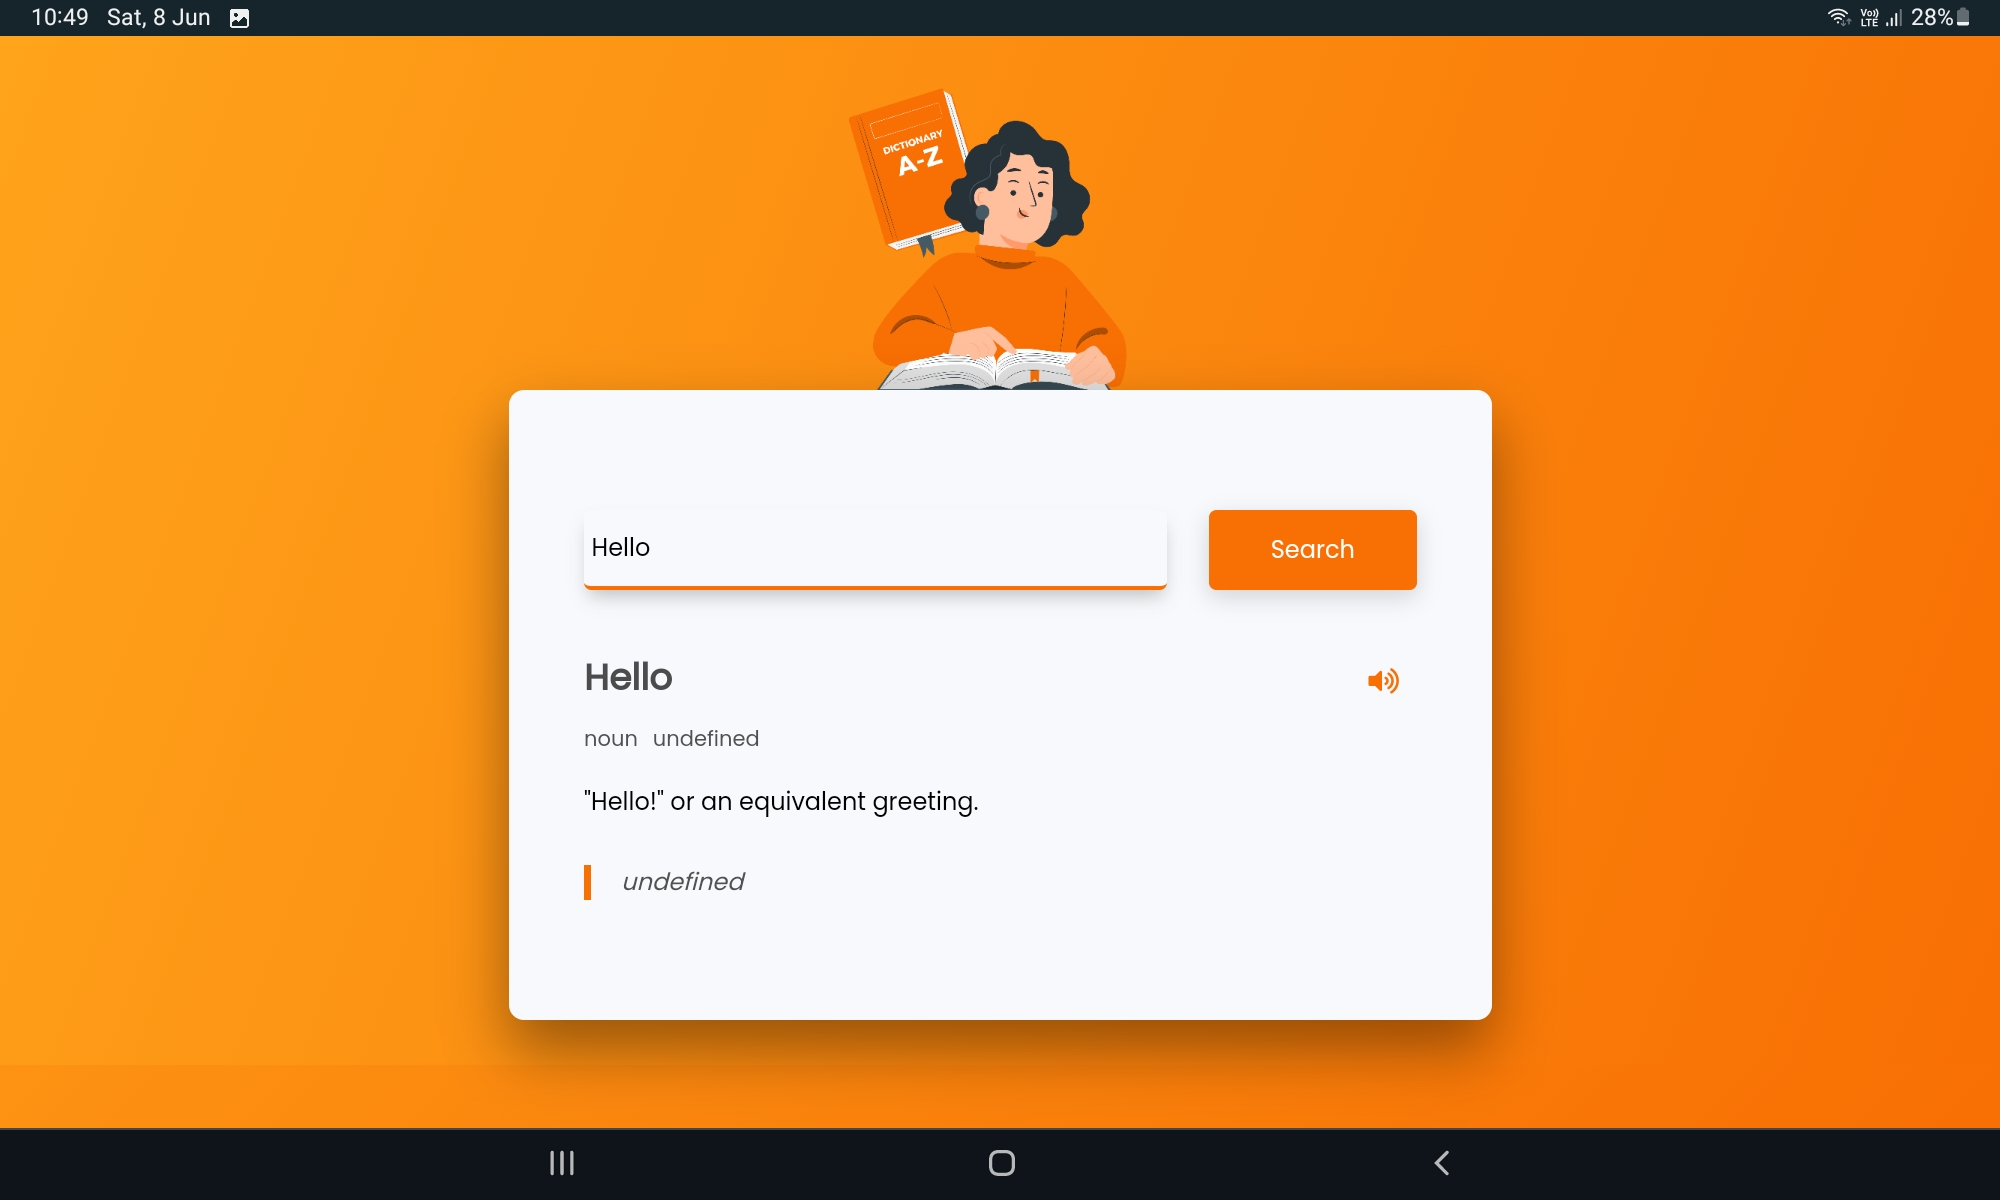 10:49 Sat, 8 Jun
Vo)) LTE 28%
DICTIONARY
A-Z
Hello
Search
Hello
noun undefined
"Hello!" or an equivalent greeting.
undefined